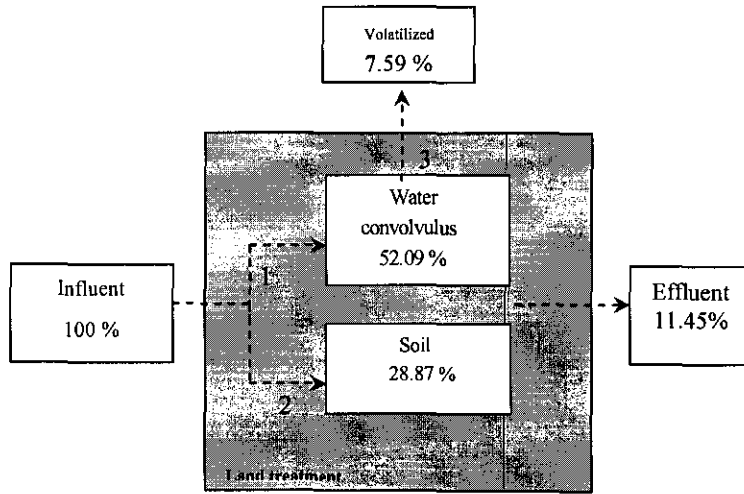 Volatilized
7.59 %
3
Water
convolvulus
52.09 %
1
Influent
100 %
Effluent
11.45%
Soil
28.87 %
2
Land treatment